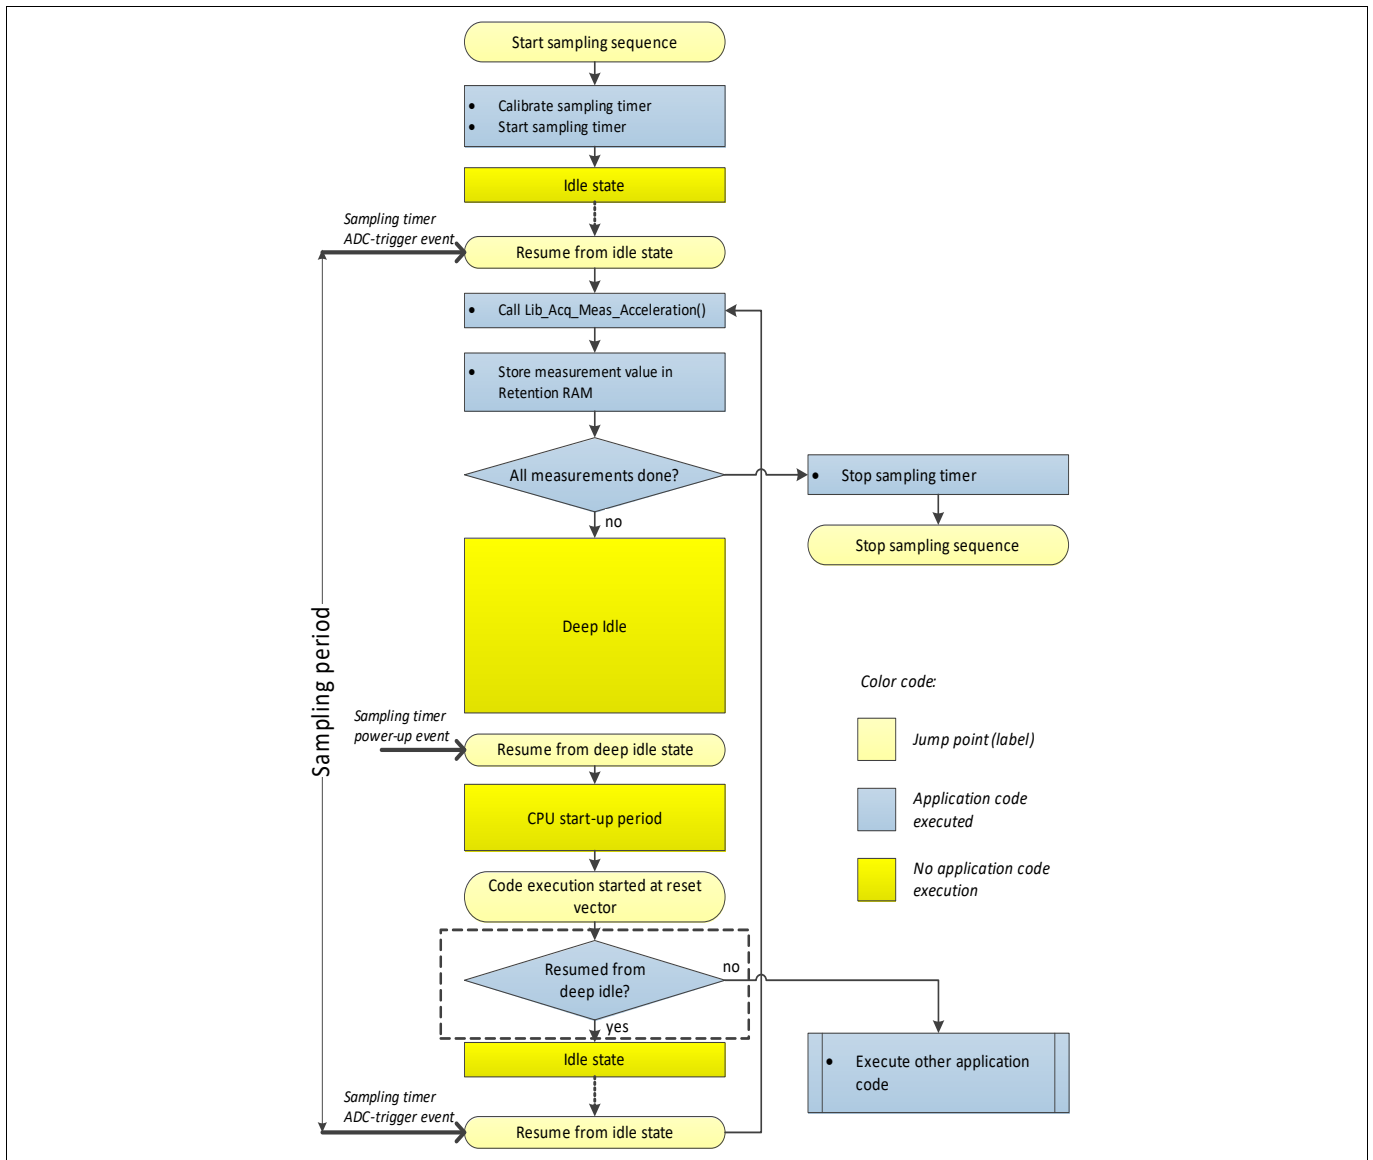 Start sampling sequence
• Calibrate sampling timer
• Start sampling timer
Idle state
Sampling timer
ADC-trigger event
Resume from idle state
• Call Lib_Acq_Meas_Acceleration()
• Store measurement value in
Retention RAM
All measurements done?
• Stop sampling timer
no
Stop sampling sequence
Deep Idle
Sampling period
Color code:
Sampling timer
power-up event
Resume from deep idle state
Jump point (label)
CPU start-up period
Application code
executed
Code execution started at reset
vector
No application code
execution
Resumed from
deep idle?
no
yes
Idle state
• Execute other application
code
Sampling timer
ADC-trigger event
Resume from idle state